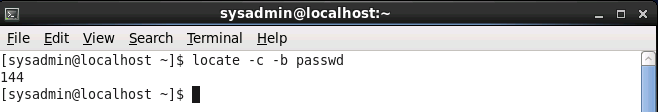 sysadmin@localhost:~
File Edit View Search Terminal Help
[sysadmin@localhost ~]$ locate -c -b passwd
144
[sysadmin@localhost ~]$